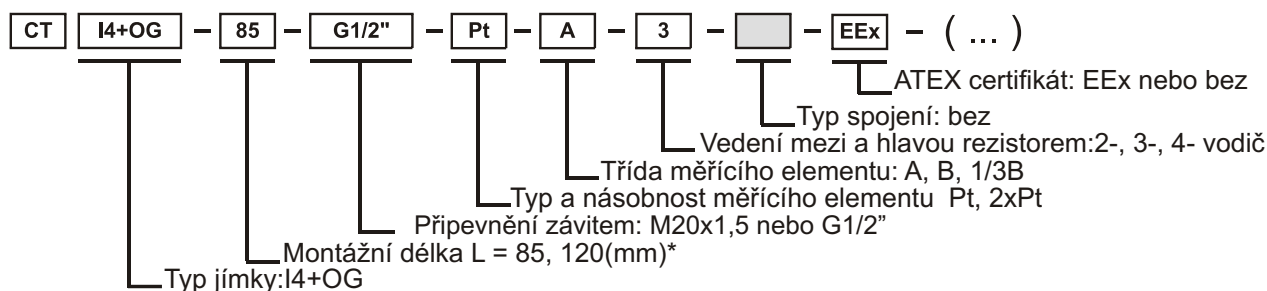 CT I4+OG – 85 – G1/2" – Pt – A – 3 – – EEx – ( ... )
ATEX certifikát: EEx nebo bez
Typ spojení: bez
Vedení mezi a hlavou rezistorem:2-, 3-, 4- vodič
Třída měřícího elementu: A, B, 1/3B
Typ a násobnost měřícího elementu Pt, 2xPt
Připevnění závitem: M20x1,5 nebo G1/2”
Montážní délka L = 85, 120(mm)*
Typ jímky:I4+OG